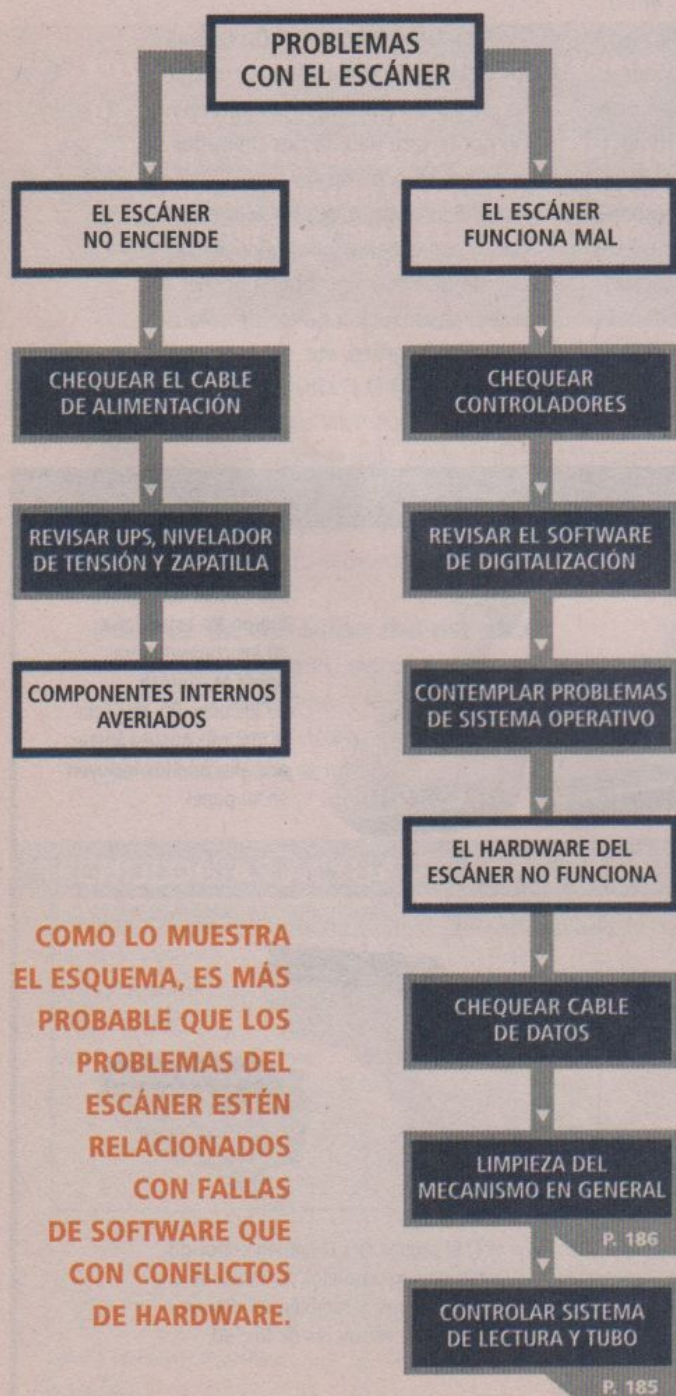 PROBLEMAS
CON EL ESCÁNER
EL ESCÁNER
NO ENCIENDE
CHEQUEAR EL CABLE
DE ALIMENTACIÓN
REVISAR UPS, NIVELADOR
DE TENSIÓN Y ZAPATILLA
COMPONENTES INTERNOS
AVERIADOS
EL ESCÁNER
FUNCIONA MAL
CHEQUEAR
CONTROLADORES
REVISAR EL SOFTWARE
DE DIGITALIZACIÓN
CONTEMPLAR PROBLEMAS
DE SISTEMA OPERATIVO
EL HARDWARE DEL
ESCÁNER NO FUNCIONA
CHEQUEAR CABLE
DE DATOS
LIMPIEZA DEL
MECANISMO EN GENERAL
P. 186
CONTROLAR SISTEMA
DE LECTURA Y TUBO
P. 185
COMO LO MUESTRA
EL ESQUEMA, ES MÁS
PROBABLE QUE LOS
PROBLEMAS DEL
ESCÁNER ESTÉN
RELACIONADOS
CON FALLAS
DE SOFTWARE QUE
CON CONFLICTOS
DE HARDWARE.